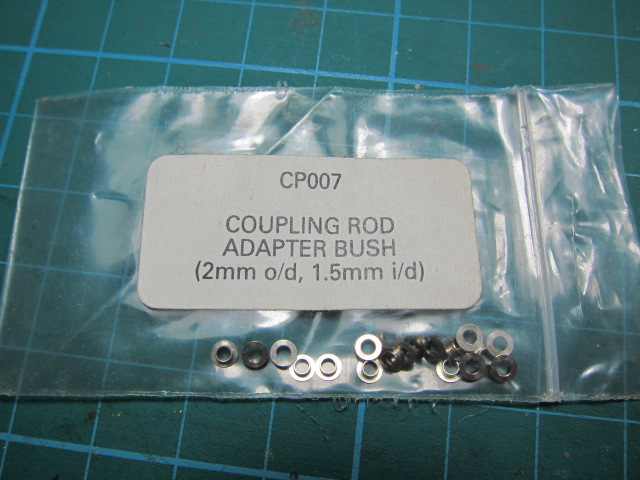 CP007
COUPLING ROD
ADAPTER BUSH
(2mm o/d, 1.5mm i/d)